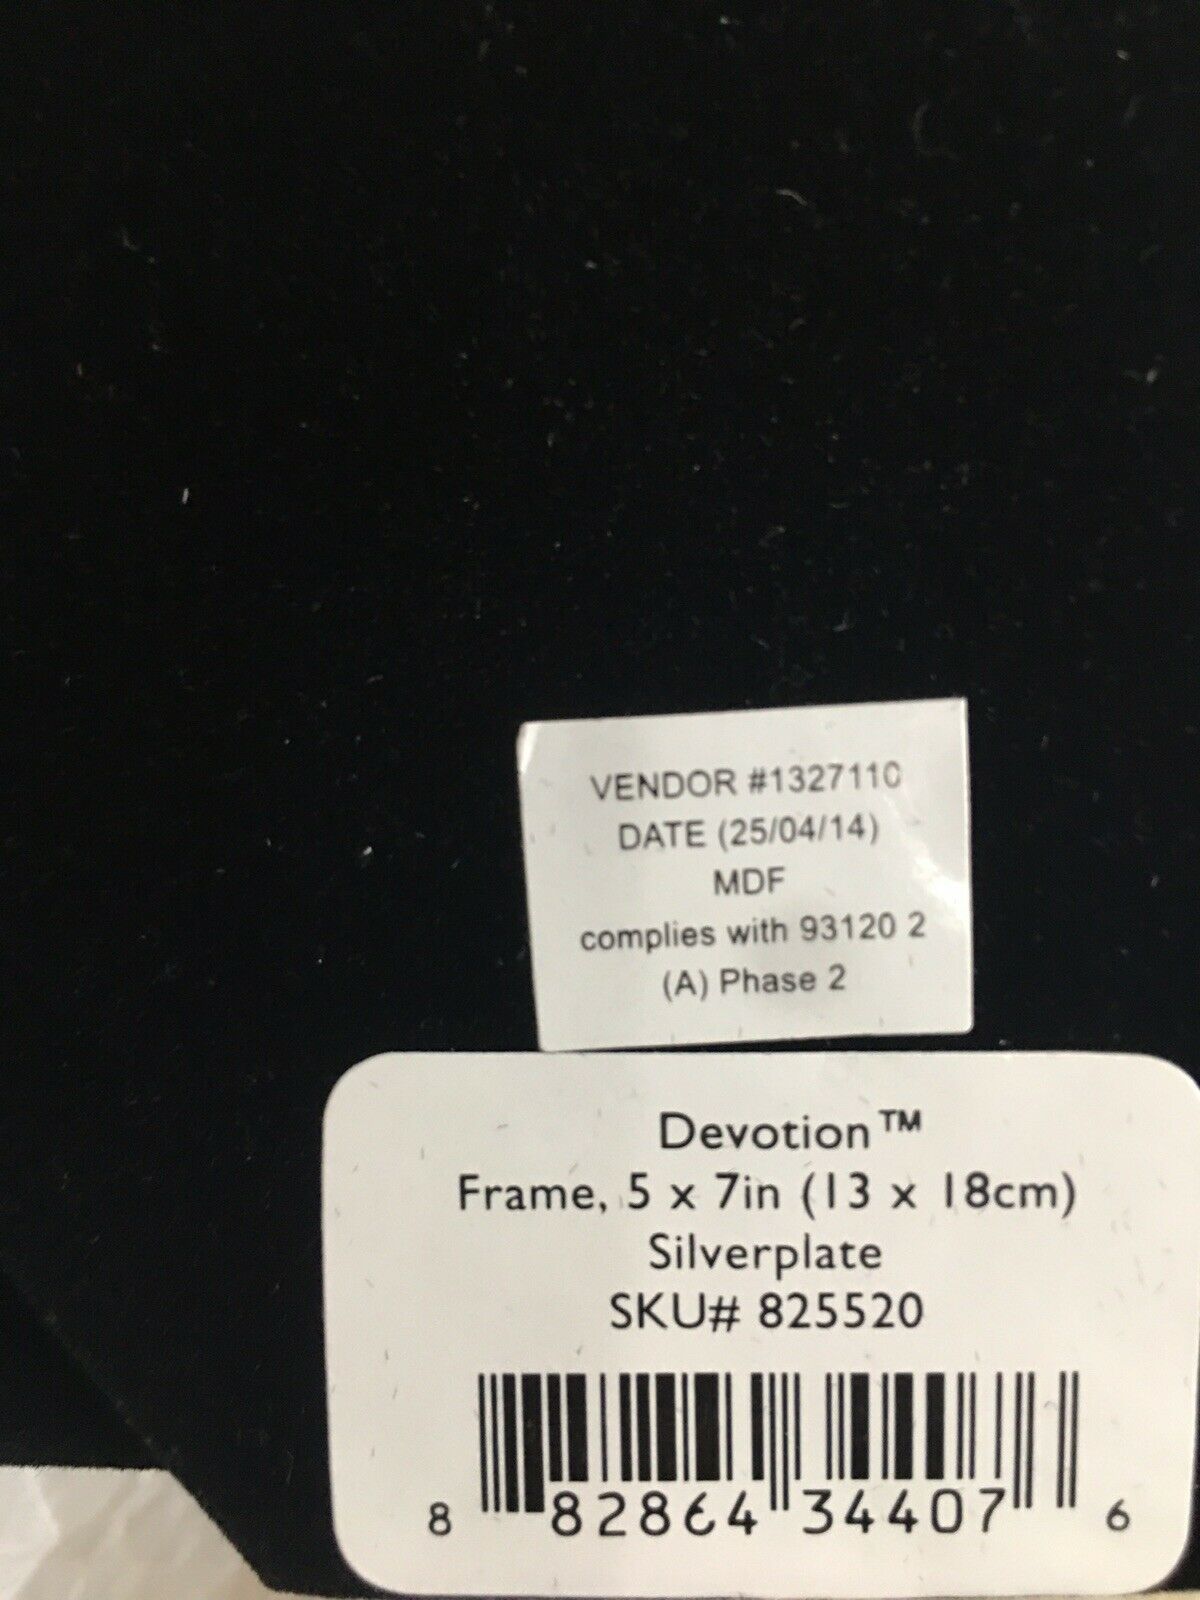 VENDOR #1327110
DATE (25/04/14)
MDF
complies with 93120 2
(A) Phase 2
Devotion™
Frame, 5 x 7in (13 x 18cm)
Silverplate
SKU# 825520
8 82864 34407 6